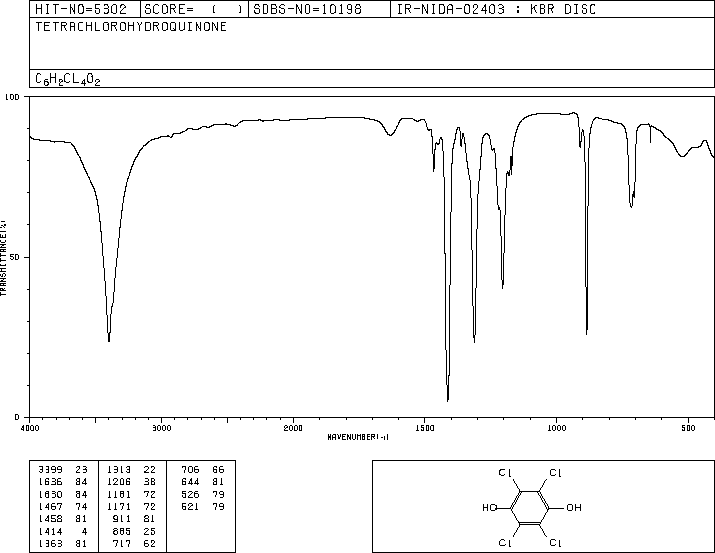 HIT-NO=5302 SCORE= ( ) SDBS-NO=10198 IR-NIDA-02403 : KBR DISC
TETRACHLOROHYDROQUINONE
C6H2CL4O2
100
50
0
TRANSMITTANCE(%)
4000 3000 2000 1500 1000 500
WAVENUMBER(-1)
3399 23 1313 22 706 66
1636 84 1206 38 644 81
1630 84 1181 72 526 79
1467 74 1171 72 521 79
1458 81 911 81
1414 4 885 25
1363 81 717 62
Cl Cl
HO OH
Cl Cl